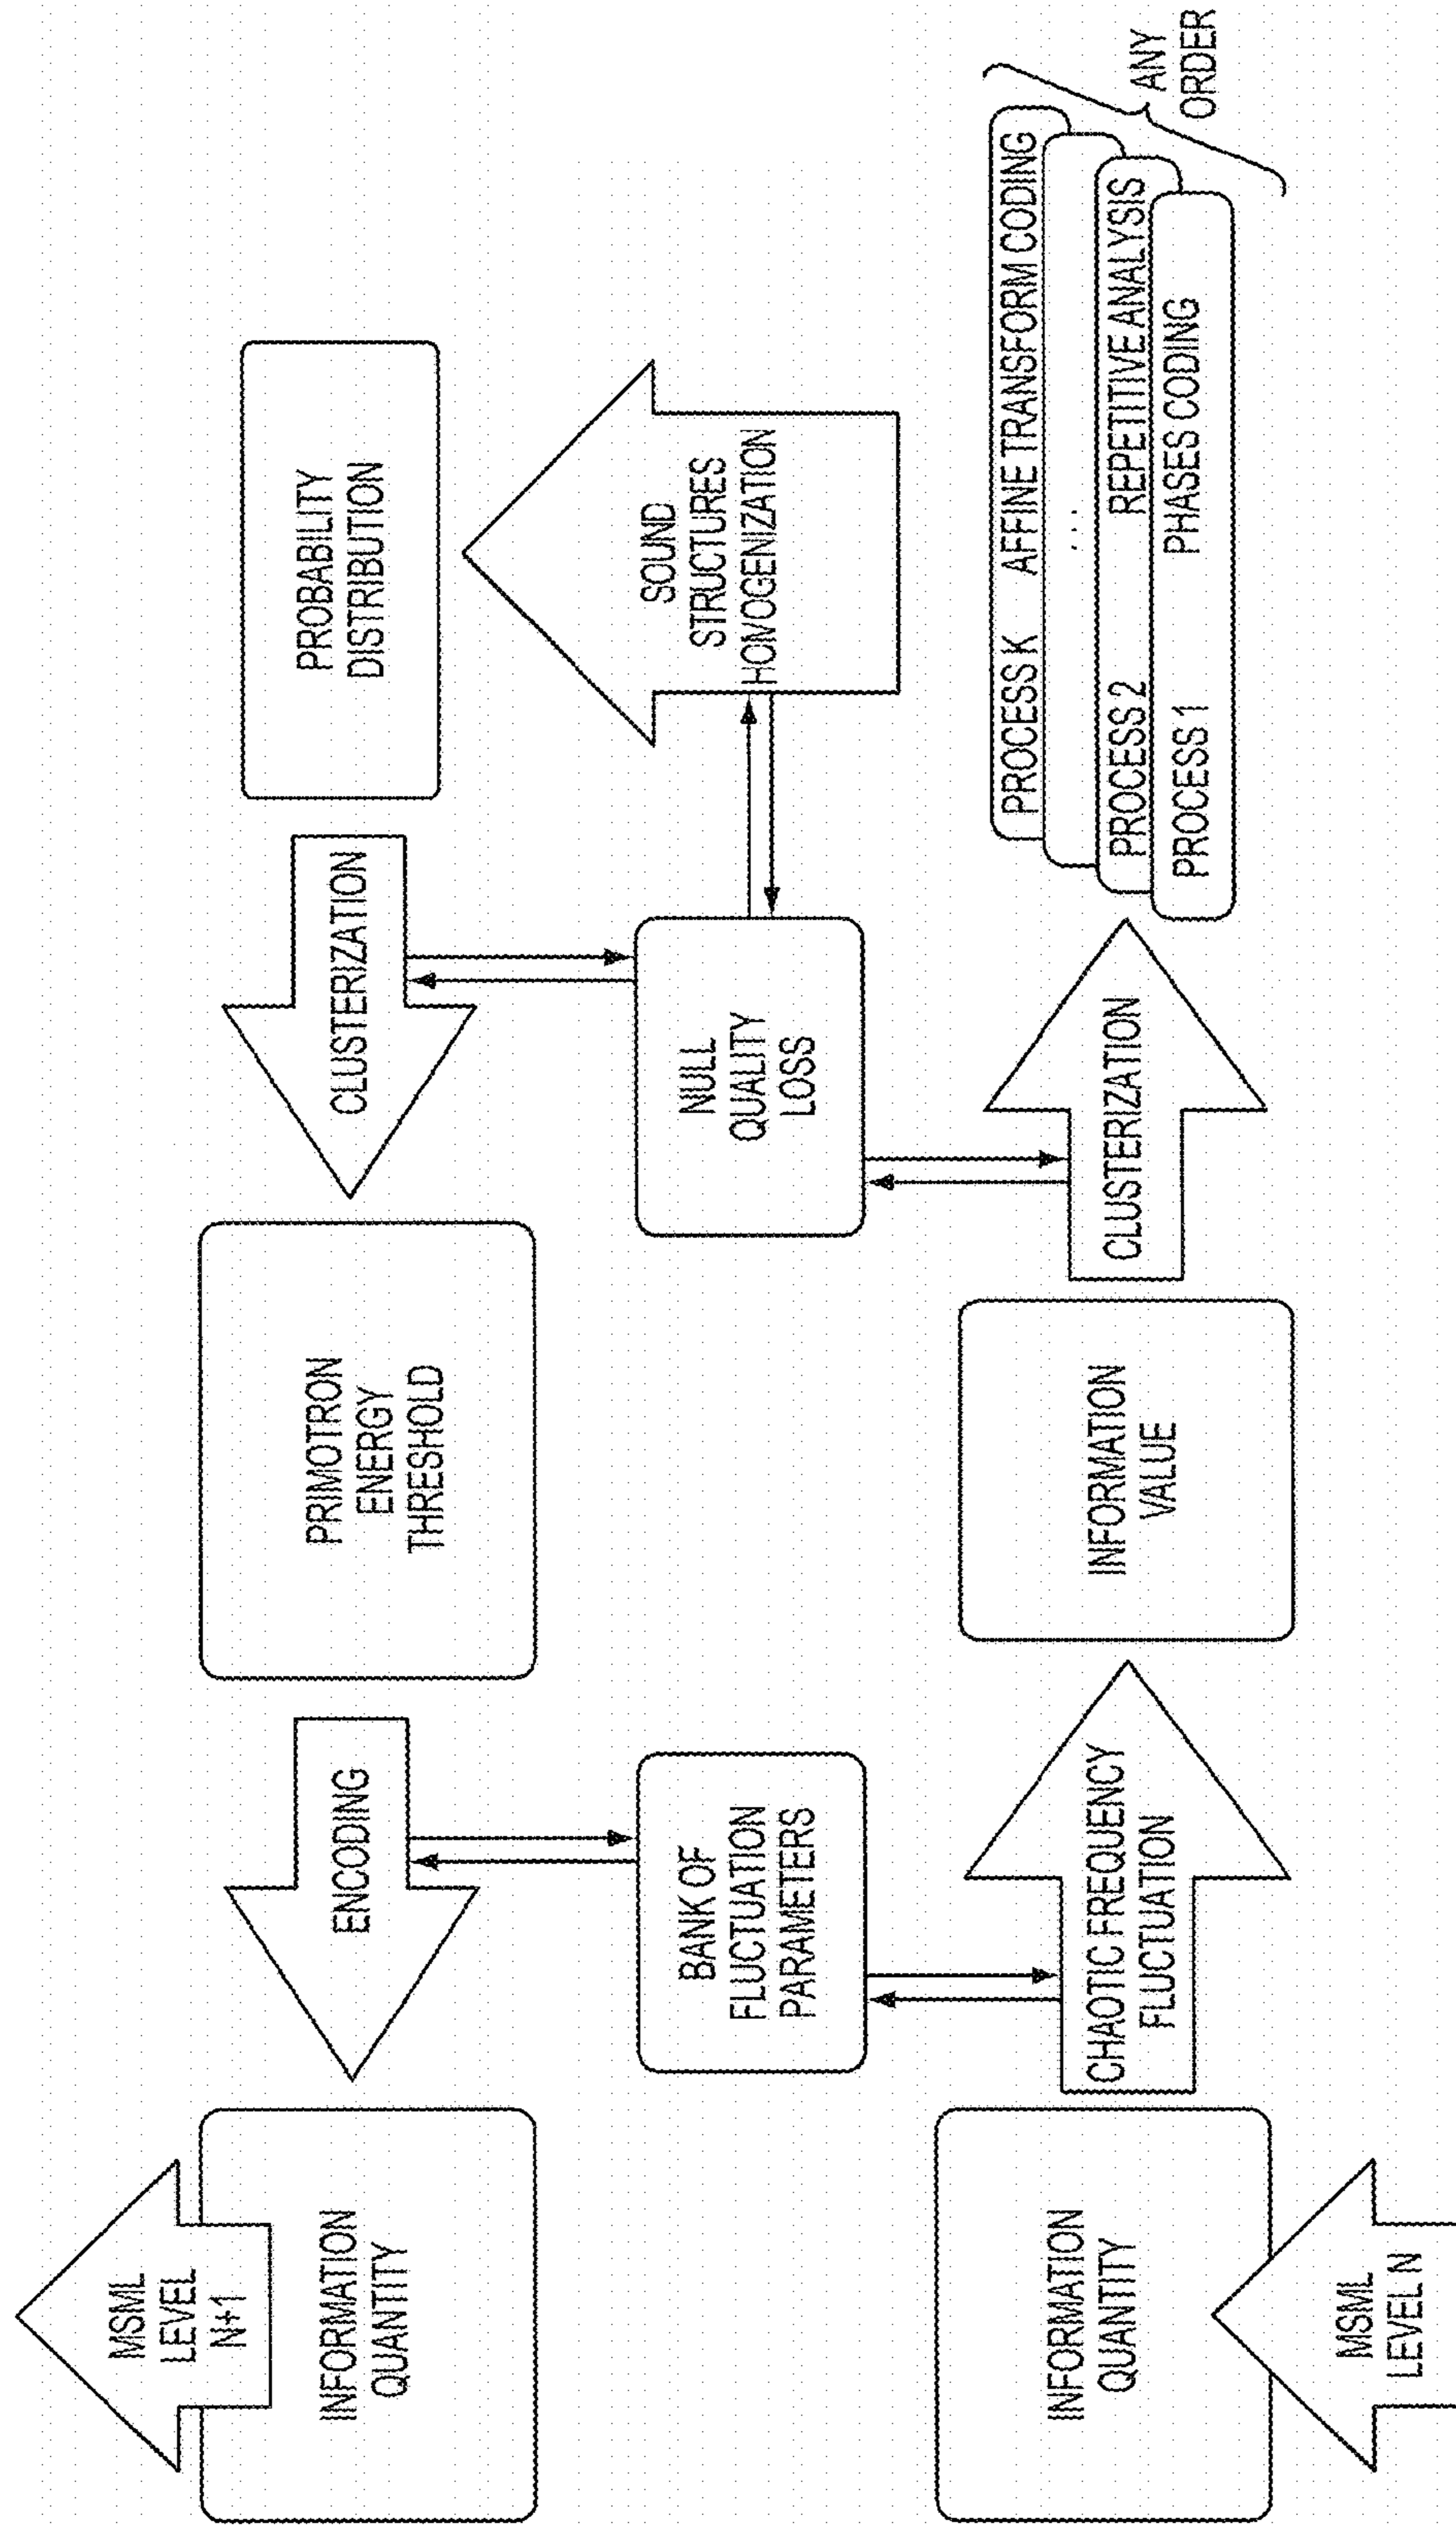 MSML
LEVEL
N+1
INFORMATION
QUANTITY
ENCODING
PRIMOTRON
ENERGY
THRESHOLD
CLUSTERIZATION
PROBABILITY
DISTRIBUTION
BANK OF
FLUCTUATION
PARAMETERS
NULL
QUALITY
LOSS
SOUND
STRUCTURES
HOMOGENIZATION
MSML
LEVEL N
INFORMATION
QUANTITY
CHAOTIC FREQUENCY
FLUCTUATION
INFORMATION
VALUE
CLUSTERIZATION
PROCESS K AFFINE TRANSFORM CODING
...
PROCESS 2 REPETITIVE ANALYSIS
PROCESS 1 PHASES CODING
ANY
ORDER